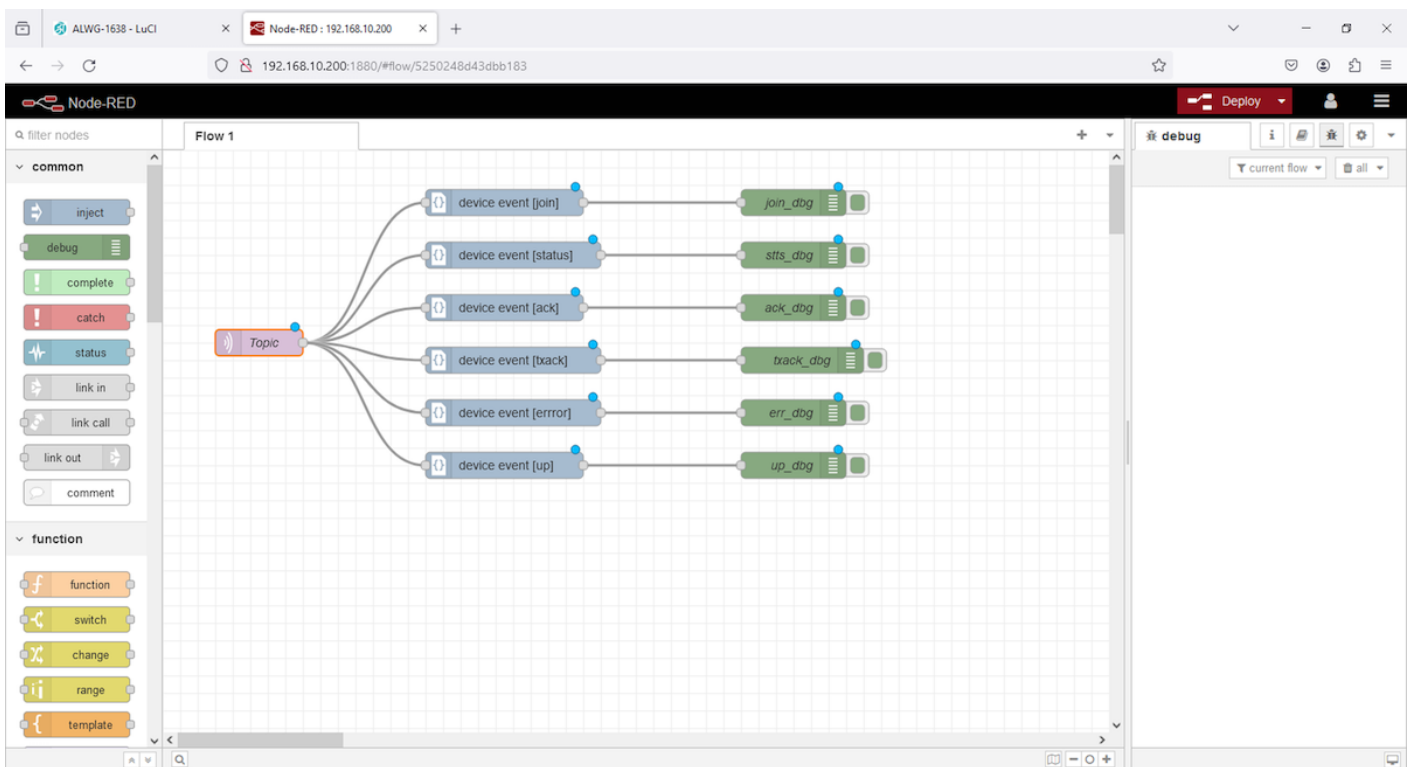 ALWG-1638 - LuCI
Node-RED : 192.168.10.200
192.168.10.200:1880/#flow/5250248d43dbb183
Node-RED
Deploy
filter nodes
Flow 1
debug
i
common
current flow
all
inject
debug
complete
catch
status
link in
link call
link out
comment
function
function
switch
change
range
template
Topic
device event [join]
join_dbg
device event [status]
stts_dbg
device event [ack]
ack_dbg
device event [txack]
txack_dbg
device event [errror]
err_dbg
device event [up]
up_dbg